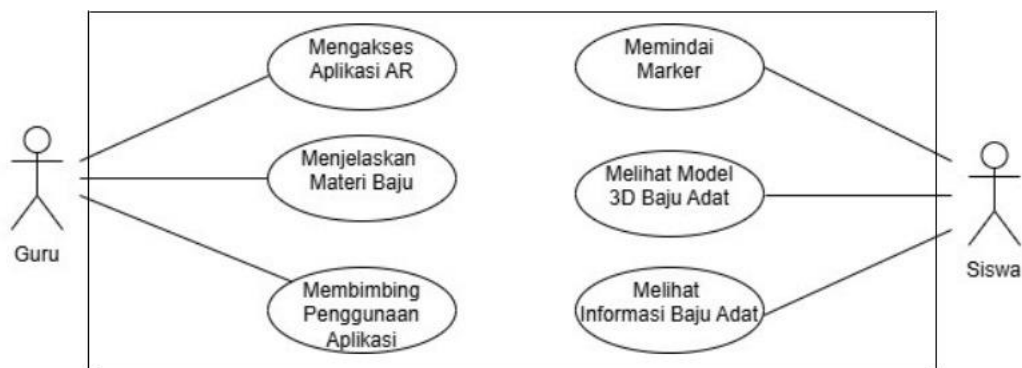 Mengakses
Aplikasi AR
Memindai
Marker
Menjelaskan
Materi Baju
Melihat Model
3D Baju Adat
Guru
Siswa
Membimbing
Penggunaan
Aplikasi
Melihat
Informasi Baju Adat